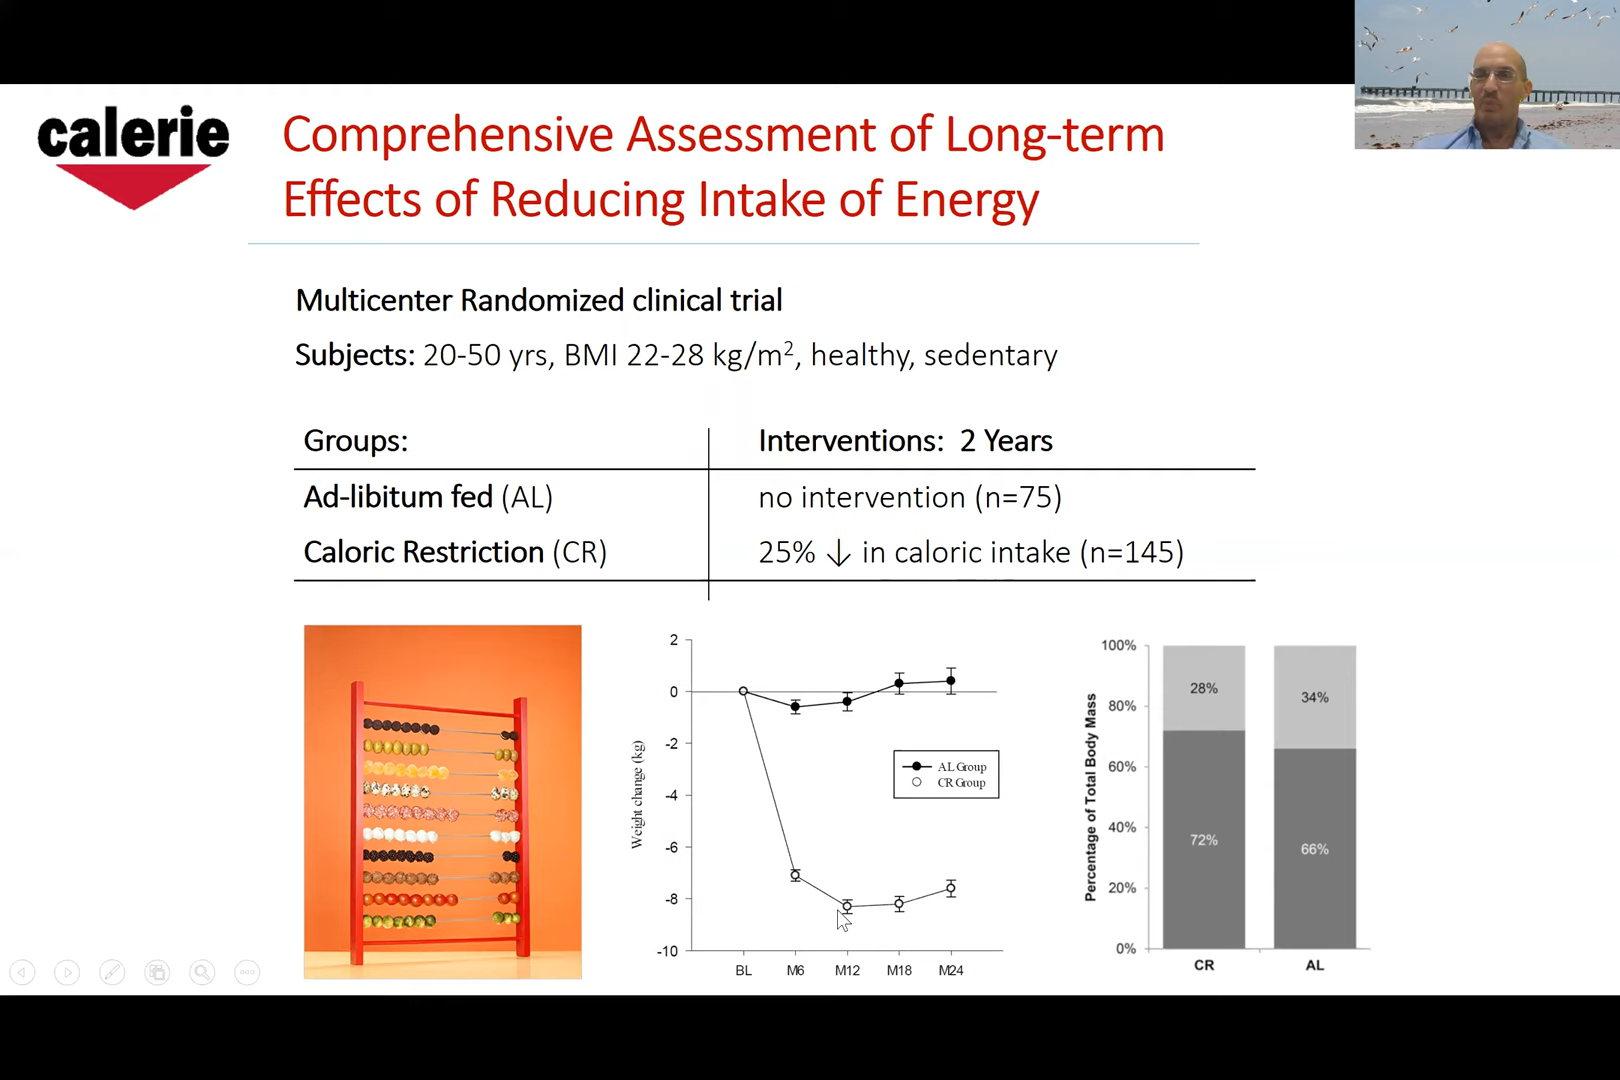 calerie
Comprehensive Assessment of Long-term
Effects of Reducing Intake of Energy
Multicenter Randomized clinical trial
Subjects: 20-50 yrs, BMI 22-28 kg/m², healthy, sedentary
Groups: Interventions: 2 Years
Ad-libitum fed (AL) no intervention (n=75)
Caloric Restriction (CR) 25% ↓ in caloric intake (n=145)
Weight change (kg)
2
0
-2
-4
-6
-8
-10
BL M6 M12 M18 M24
AL Group
CR Group
Percentage of Total Body Mass
100%
80%
60%
40%
20%
0%
28% 34%
72% 66%
CR AL